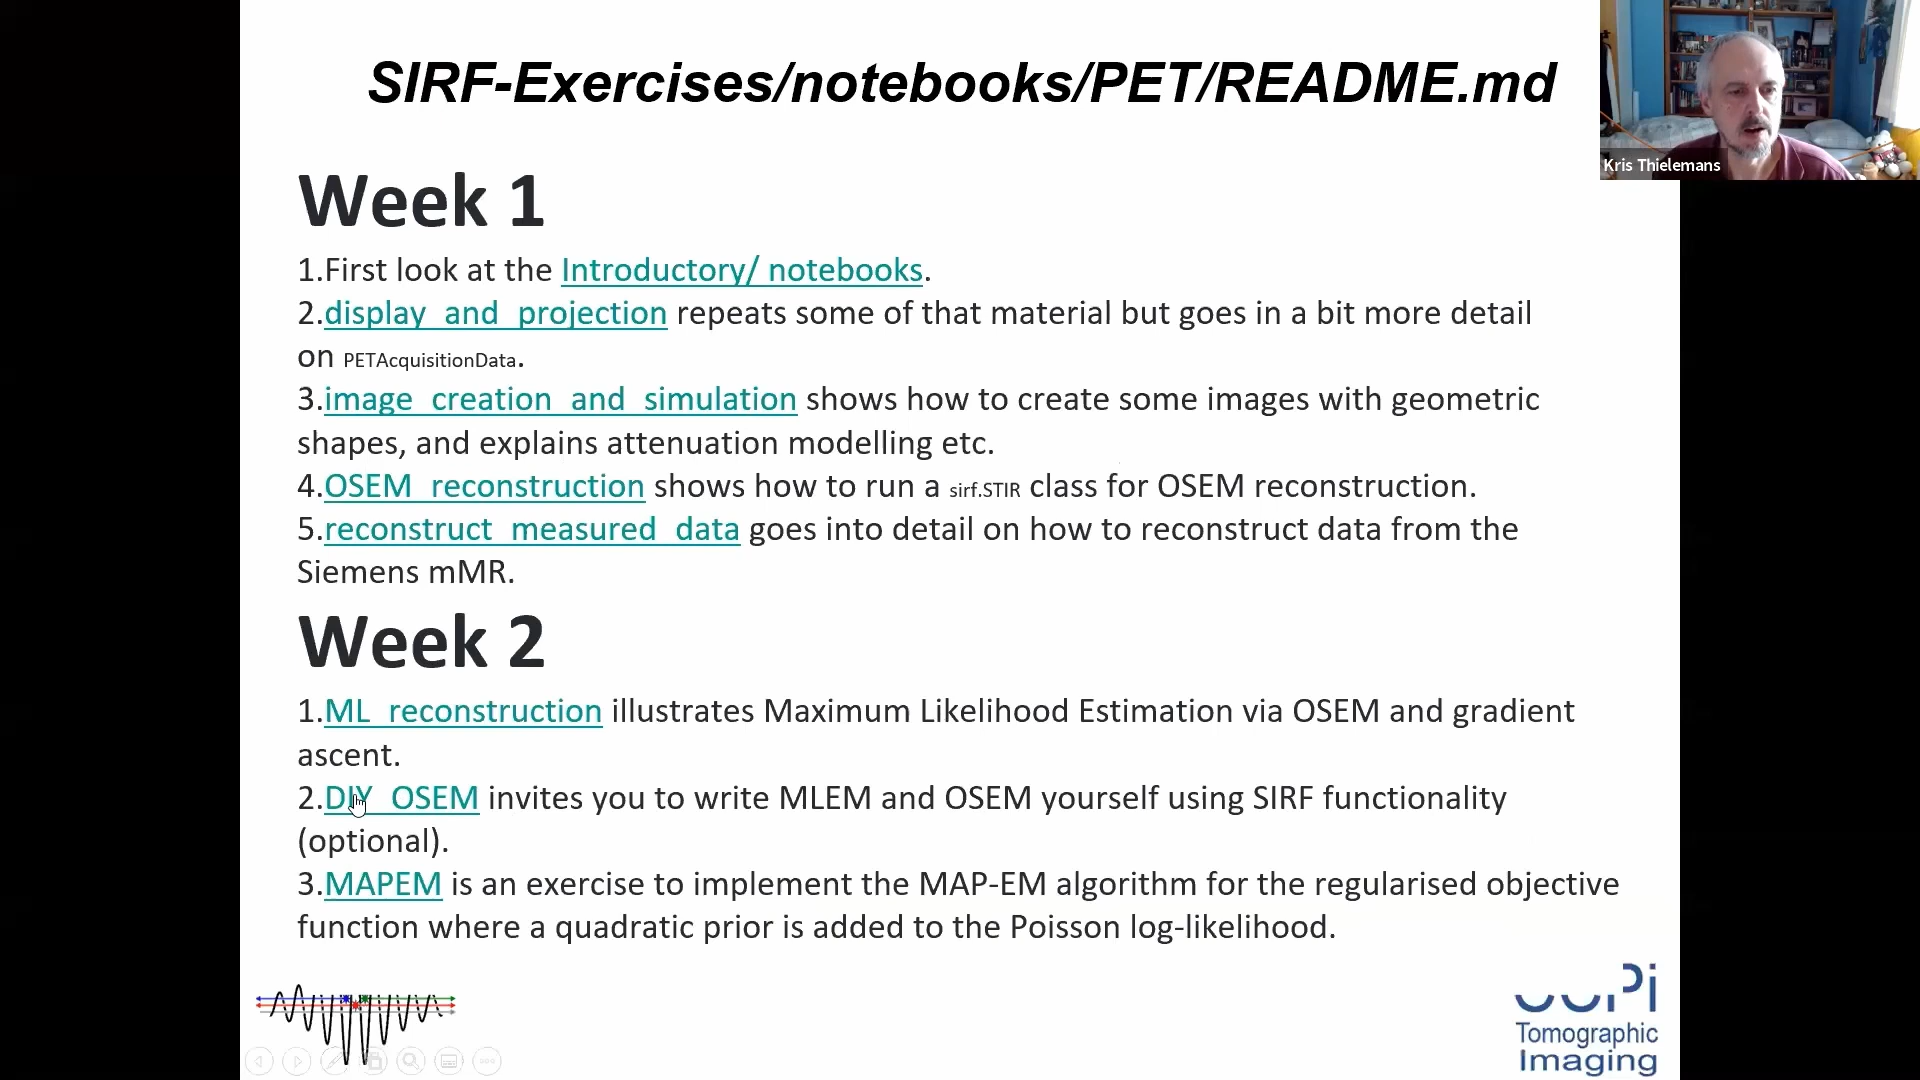 SIRF-Exercises/notebooks/PET/README.md
Kris Thielemans
Week 1
1.First look at the Introductory/ notebooks.
2.display_and_projection repeats some of that material but goes in a bit more detail
on PETAcquisitionData.
3.image_creation_and_simulation shows how to create some images with geometric
shapes, and explains attenuation modelling etc.
4.OSEM_reconstruction shows how to run a sirf.STIR class for OSEM reconstruction.
5.reconstruct_measured_data goes into detail on how to reconstruct data from the
Siemens mMR.
Week 2
1.ML_reconstruction illustrates Maximum Likelihood Estimation via OSEM and gradient
ascent.
2.DIY_OSEM invites you to write MLEM and OSEM yourself using SIRF functionality
(optional).
3.MAPEM is an exercise to implement the MAP-EM algorithm for the regularised objective
function where a quadratic prior is added to the Poisson log-likelihood.
Tomographic
Imaging